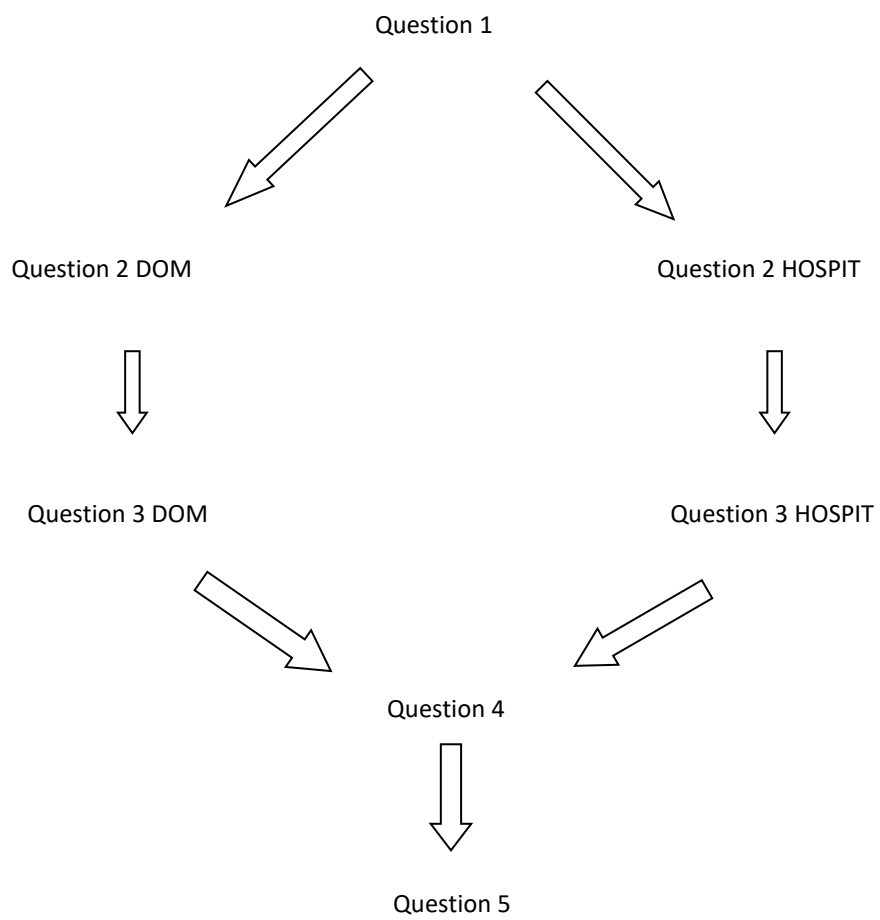 Question 1
Question 2 DOM
Question 2 HOSPIT
Question 3 DOM
Question 3 HOSPIT
Question 4
Question 5